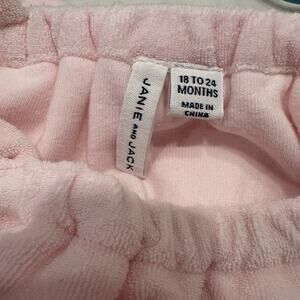 JANIE AND JACK
18 TO 24
MONTHS
MADE IN
CHINA